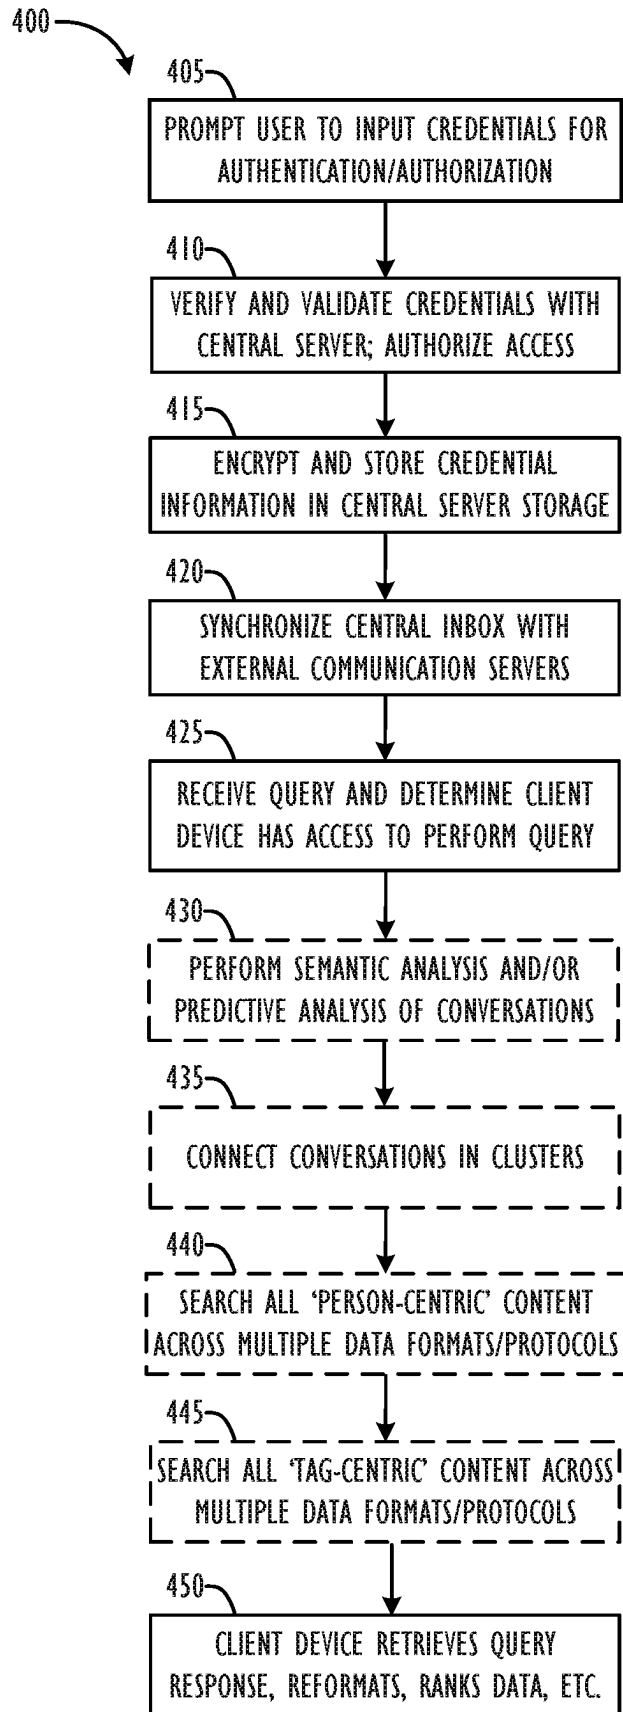 400
405
PROMPT USER TO INPUT CREDENTIALS FOR
AUTHENTICATION/AUTHORIZATION
410
VERIFY AND VALIDATE CREDENTIALS WITH
CENTRAL SERVER; AUTHORIZE ACCESS
415
ENCRYPT AND STORE CREDENTIAL
INFORMATION IN CENTRAL SERVER STORAGE
420
SYNCHRONIZE CENTRAL INBOX WITH
EXTERNAL COMMUNICATION SERVERS
425
RECEIVE QUERY AND DETERMINE CLIENT
DEVICE HAS ACCESS TO PERFORM QUERY
430
PERFORM SEMANTIC ANALYSIS AND/OR
PREDICTIVE ANALYSIS OF CONVERSATIONS
435
CONNECT CONVERSATIONS IN CLUSTERS
440
SEARCH ALL ‘PERSON-CENTRIC’ CONTENT
ACROSS MULTIPLE DATA FORMATS/PROTOCOLS
445
SEARCH ALL ‘TAG-CENTRIC’ CONTENT ACROSS
MULTIPLE DATA FORMATS/PROTOCOLS
450
CLIENT DEVICE RETRIEVES QUERY
RESPONSE, REFORMATS, RANKS DATA, ETC.